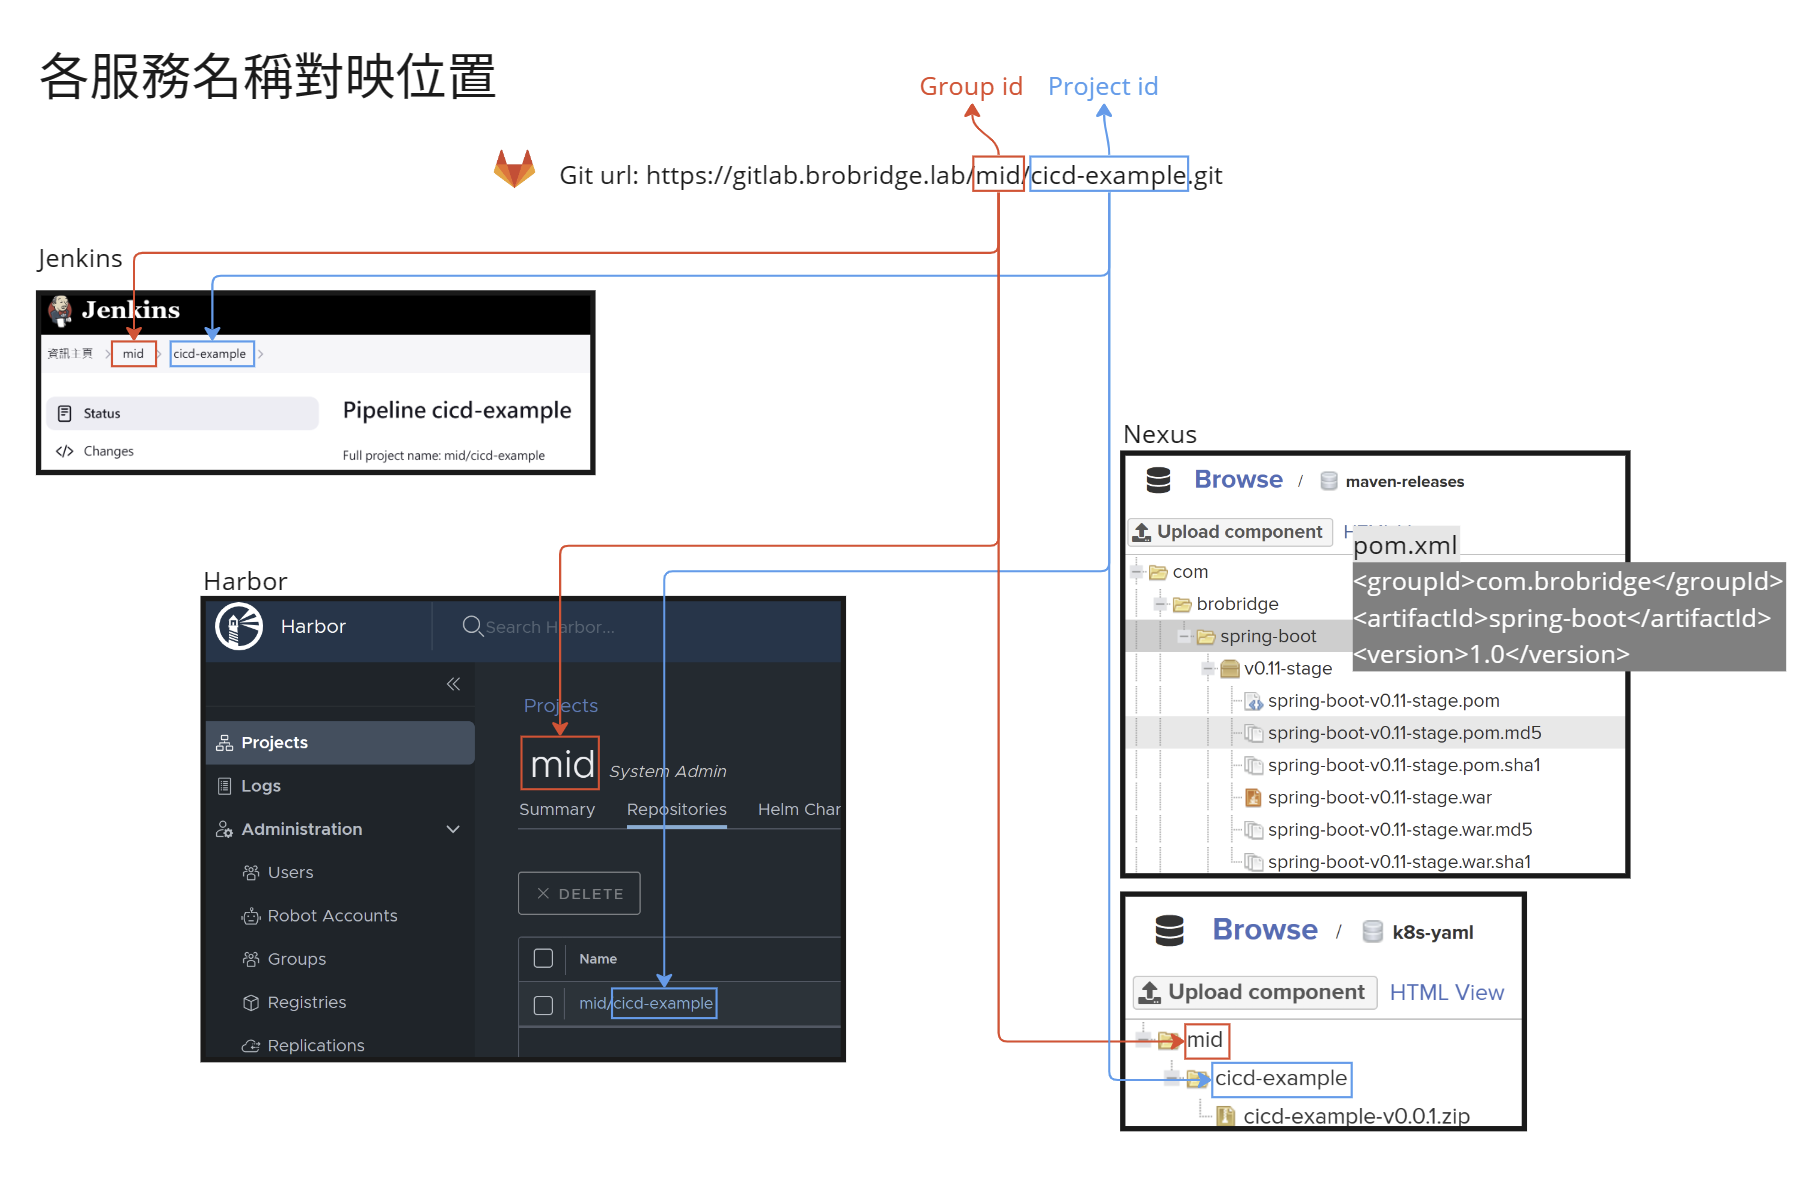 各服務名稱對映位置
Group id
Project id
Git url: https://gitlab.brobridge.lab/mid/cicd-example.git
Jenkins
Jenkins
資訊主頁
mid
cicd-example
Status
Pipeline cicd-example
Changes
Full project name: mid/cicd-example
Harbor
Harbor
Search Harbor...
Projects
mid
System Admin
Projects
Logs
Administration
Users
Robot Accounts
Groups
Registries
Replications
Summary
Repositories
Helm Char
DELETE
Name
mid/cicd-example
Nexus
Browse / maven-releases
Upload component
pom.xml
<groupId>com.brobridge</groupId>
<artifactId>spring-boot</artifactId>
<version>1.0</version>
com
brobridge
spring-boot
v0.11-stage
spring-boot-v0.11-stage.pom
spring-boot-v0.11-stage.pom.md5
spring-boot-v0.11-stage.pom.sha1
spring-boot-v0.11-stage.war
spring-boot-v0.11-stage.war.md5
spring-boot-v0.11-stage.war.sha1
Browse / k8s-yaml
Upload component
HTML View
mid
cicd-example
cicd-example-v0.0.1.zip